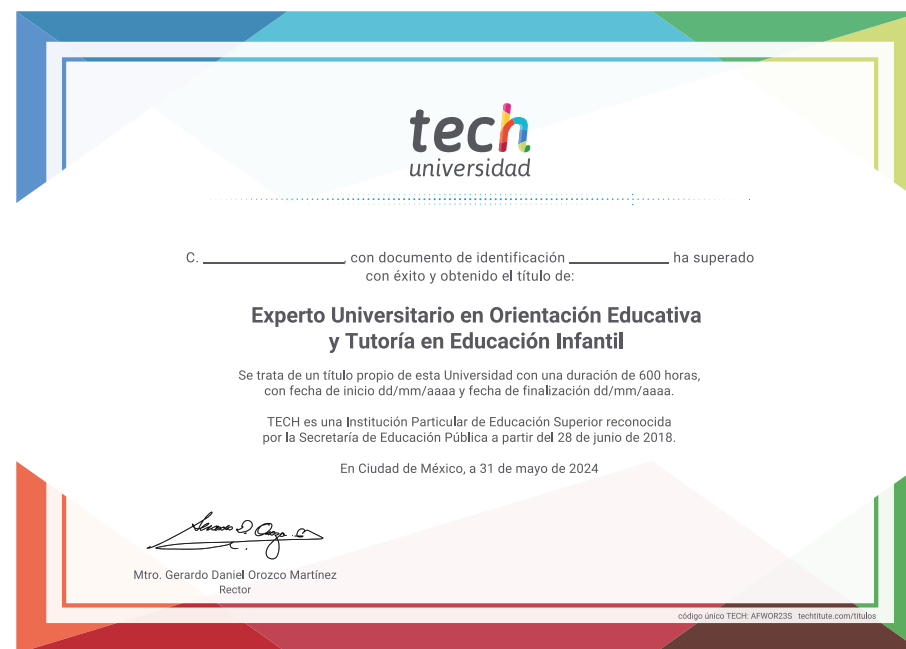 tech
universidad
C. ____________, con documento de identificación ____________ ha superado
con éxito y obtenido el título de:
Experto Universitario en Orientación Educativa
y Tutoría en Educación Infantil
Se trata de un título propio de esta Universidad con una duración de 600 horas,
con fecha de inicio dd/mm/aaaa y fecha de finalización dd/mm/aaaa.
TECH es una Institución Particular de Educación Superior reconocida
por la Secretaría de Educación Pública a partir del 28 de junio de 2018.
En Ciudad de México, a 31 de mayo de 2024
Mtro. Gerardo Daniel Orozco Martínez
Rector
código único TECH: AFWOR23S techtitute.com/titulos